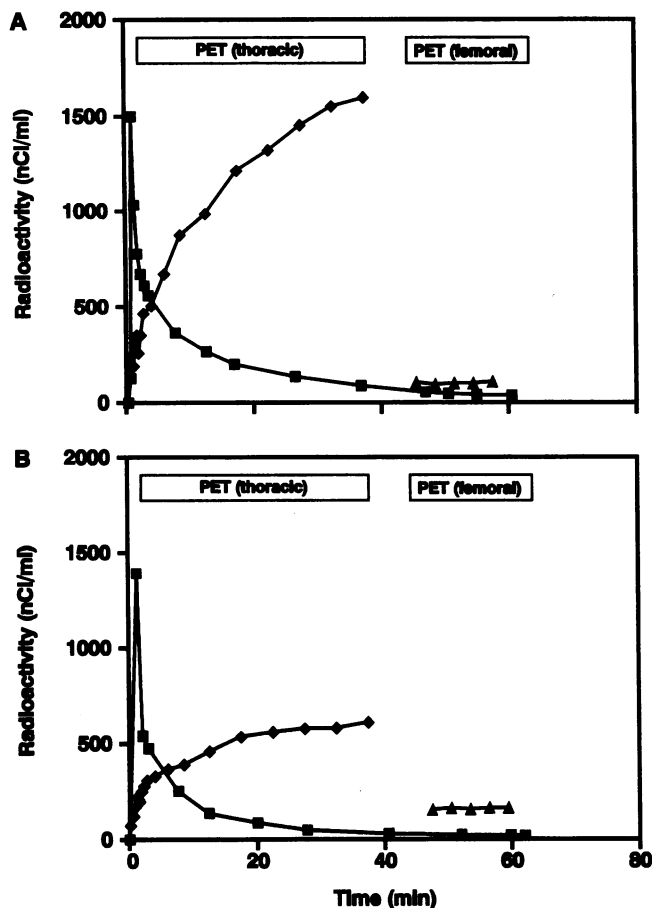 A
2000
PET (thoracic) PET (femoral)
1500
1000
500
0
Radioactivity (nCi/ml)
B
2000
PET (thoracic) PET (femoral)
1500
1000
500
0
Radioactivity (nCi/ml)
0 20 40 60 80
Time (min)